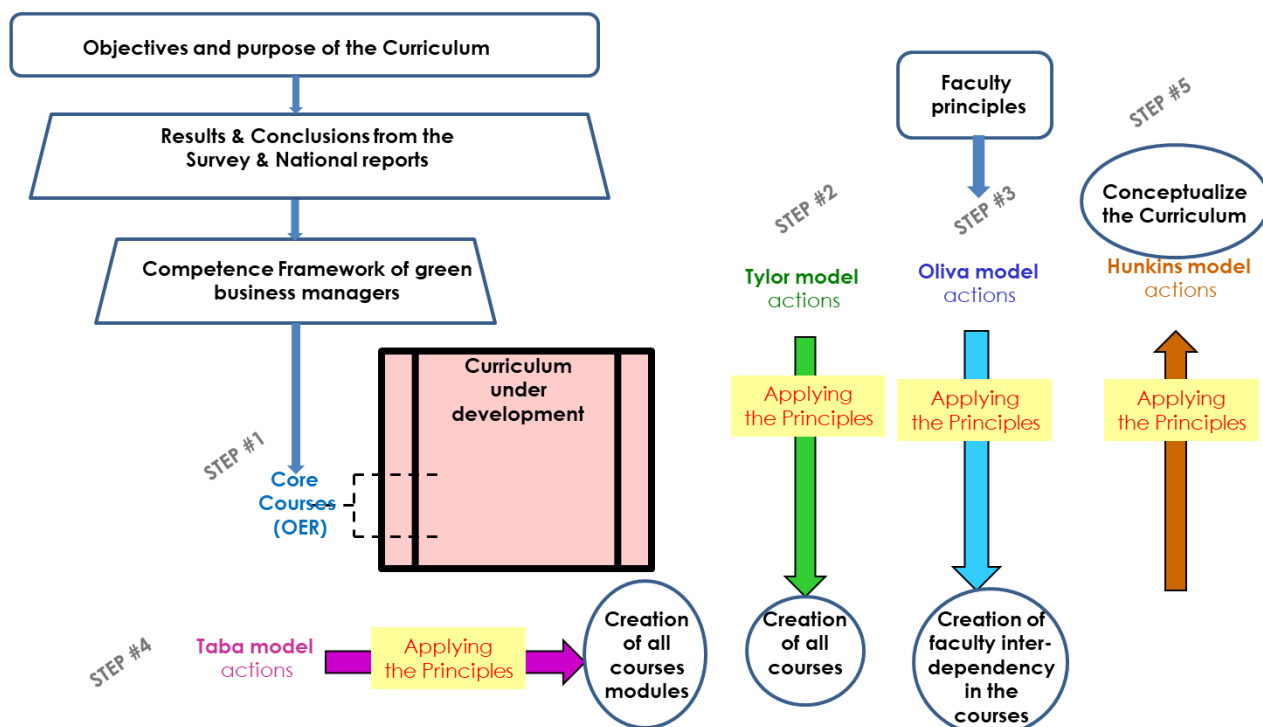 Objectives and purpose of the Curriculum
Results & Conclusions from the
Survey & National reports
Competence Framework of green
business managers
STEP #1
Core
Courses
(OER)
Curriculum
under
development
STEP #4
Taba model
actions
Applying
the Principles
Creation
of all
courses
modules
STEP #2
Tylor model
actions
Applying
the Principles
Creation
of all
courses
Faculty
principles
STEP #3
Oliva model
actions
Applying
the Principles
Creation of
faculty inter-
dependency
in the
courses
STEP #5
Conceptualize
the Curriculum
Hunkins model
actions
Applying
the Principles